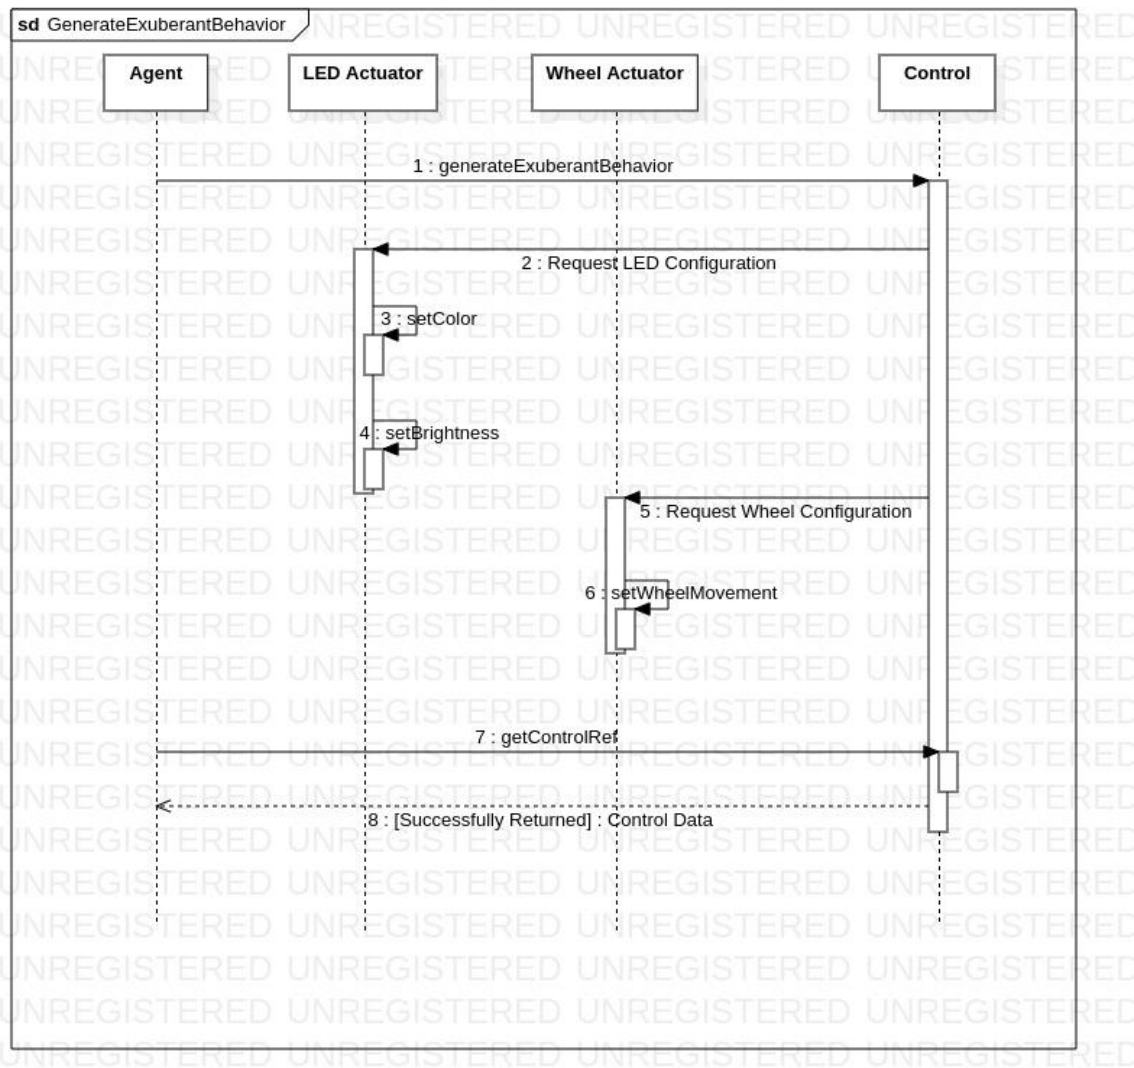 sd GenerateExuberantBehavior
Agent
LED Actuator
Wheel Actuator
Control
1 : generateExuberantBehavior
2 : Request LED Configuration
3 : setColor
4 : setBrightness
5 : Request Wheel Configuration
6 : setWheelMovement
7 : getControlRef
8 : [Successfully Returned] : Control Data
UNREGISTERED